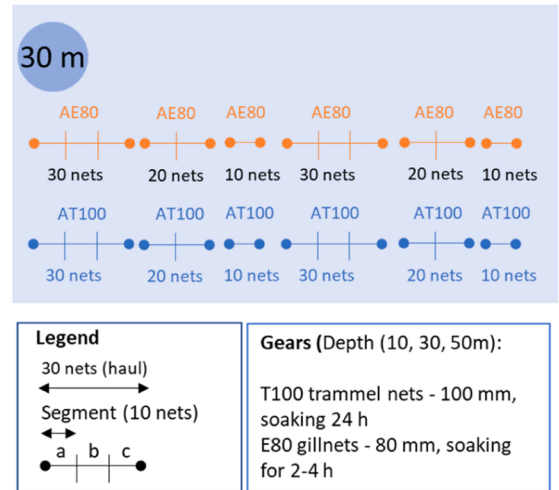 30 m
AE80 AE80 AE80 AE80 AE80 AE80
30 nets 20 nets 10 nets 30 nets 20 nets 10 nets
AT100 AT100 AT100 AT100 AT100 AT100
30 nets 20 nets 10 nets 30 nets 20 nets 10 nets
Legend
30 nets (haul)
Segment (10 nets)
a b c
Gears (Depth (10, 30, 50m):
T100 trammel nets - 100 mm,
soaking 24 h
E80 gillnets - 80 mm, soaking
for 2-4 h